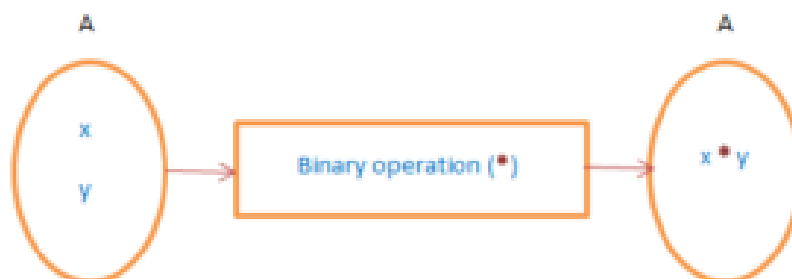 A A
x
y
Binary operation (•)
x • y